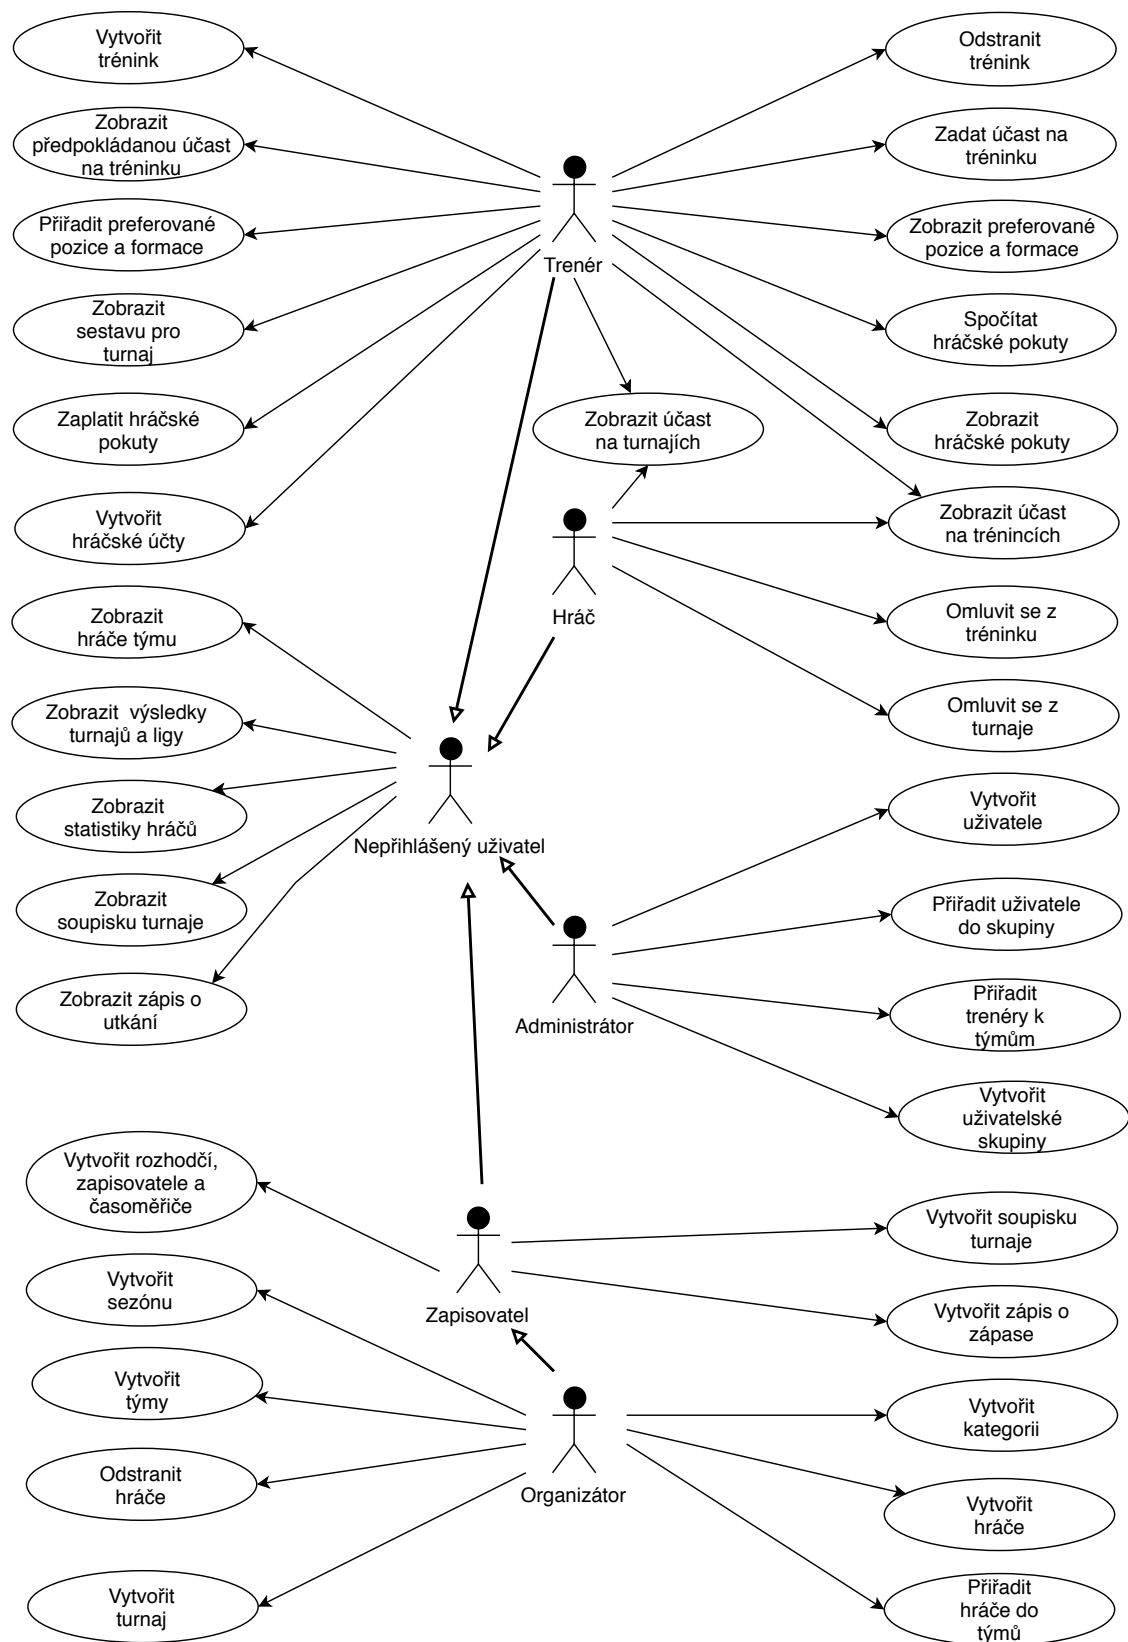 Vytvořit
trénink
Odstranit
trénink
Zobrazit
předpokládanou účast
na tréninku
Zadat účast na
tréninku
Přiřadit preferované
pozice a formace
Zobrazit preferované
pozice a formace
Trenér
Zobrazit
sestavu pro
turnaj
Spočítat
hráčské pokuty
Zaplatit hráčské
pokuty
Zobrazit účast
na turnajích
Zobrazit
hráčské pokuty
Vytvořit
hráčské účty
Zobrazit účast
na trénincích
Hráč
Zobrazit
hráče týmu
Omluvit se z
tréninku
Zobrazit  výsledky
turnajů a ligy
Omluvit se z
turnaje
Zobrazit
statistiky hráčů
Nepřihlášený uživatel
Vytvořit
uživatele
Zobrazit
soupisku turnaje
Přiřadit uživatele
do skupiny
Zobrazit zápis o
utkání
Administrátor
Přiřadit
trenéry k
týmům
Vytvořit
uživatelské
skupiny
Vytvořit rozhodčí,
zapisovatele a
časoměřiče
Vytvořit soupisku
turnaje
Vytvořit
sezónu
Zapisovatel
Vytvořit zápis o
zápase
Vytvořit
týmy
Vytvořit
kategorii
Odstranit
hráče
Organizátor
Vytvořit
hráče
Vytvořit
turnaj
Přiřadit
hráče do
týmů